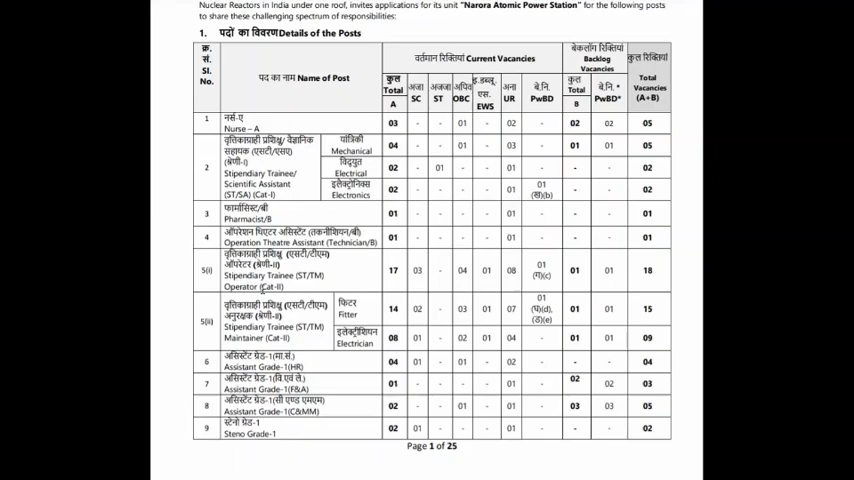 Nuclear Reactors in India under one roof, invites applications for its unit "Narora Atomic Power Station" for the following posts
to share these challenging spectrum of responsibilities:
1. पदों का विवरण Details of the Posts
क्र. सं. Sl. No.
पद का नाम Name of Post
वर्तमान रिक्तियां Current Vacancies
बेकलॉग रिक्तियां Backlog Vacancies
कुल रिक्तियां Total Vacancies (A+B)
कुल Total A
अजा SC
अजजा ST
अपिव OBC
इ.डब्लू. एस. EWS
अना UR
बे.नि. PwBD
कुल Total B
बे.नि. * PwBD*
1 नर्स-ए Nurse – A 03 - - 01 - 02 - 02 02 05
2 वृत्तिकाग्राही प्रशिक्षु/ वैज्ञानिक सहायक (एसटी/एसए) (श्रेणी-I) Stipendiary Trainee/ Scientific Assistant (ST/SA) (Cat-I)
यांत्रिकी Mechanical 04 - - 01 - 03 - 01 01 05
विद्युत Electrical 02 - 01 - - 01 - - - 02
इलेक्ट्रोनिक्स Electronics 02 - - - - 01 01 (ख)(b) - - 02
3 फार्मासिस्ट/बी Pharmacist/B 01 - - - - 01 - - - 01
4 ऑपरेशन थिएटर असिस्टेंट (तकनीशियन/बी) Operation Theatre Assistant (Technician/B) 01 - - - - 01 - - - 01
5(i) वृत्तिकाग्राही प्रशिक्षु (एसटी/टीएम) ऑपरेटर (श्रेणी-II) Stipendiary Trainee (ST/TM) Operator (Cat-II) 17 03 - 04 01 08 01 (ग)(c) 01 01 18
5(ii) वृत्तिकाग्राही प्रशिक्षु (एसटी/टीएम) अनुरक्षक (श्रेणी-II) Stipendiary Trainee (ST/TM) Maintainer (Cat-II)
फिटर Fitter 14 02 - 03 01 07 01 (घ)(d), (ड)(e) 01 01 15
इलेक्ट्रीशियन Electrician 08 01 - 02 01 04 - 01 01 09
6 असिस्टेंट ग्रेड-1(मा.सं.) Assistant Grade-1(HR) 04 01 - 01 - 02 - - - 04
7 असिस्टेंट ग्रेड-1(वि.एवं ले.) Assistant Grade-1(F&A) 01 - - - - 01 - 02 02 03
8 असिस्टेंट ग्रेड-1(सी एण्ड एमएम) Assistant Grade-1(C&MM) 02 - - 01 - 01 - 03 03 05
9 स्टेनो ग्रेड-1 Steno Grade-1 02 01 - - - 01 - - - 02
Page 1 of 25